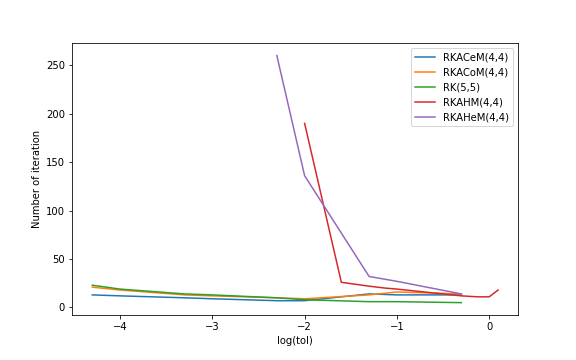 RKACeM(4,4)
RKACoM(4,4)
RK(5,5)
RKAHM(4,4)
RKAHeM(4,4)
Number of iteration
250
200
150
100
50
0
−4
−3
−2
−1
0
log(tol)